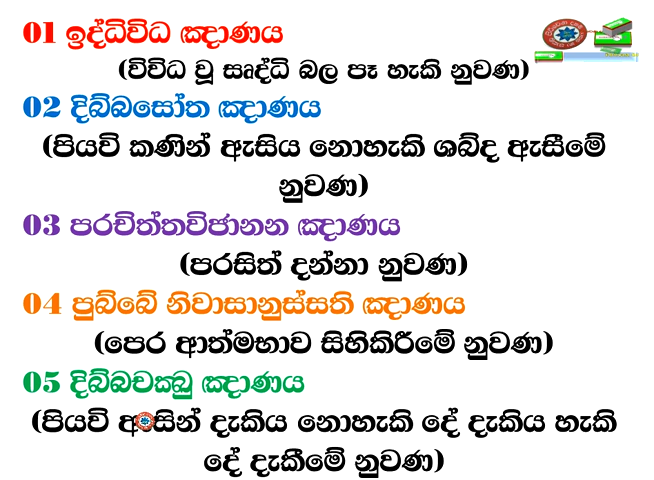 01 ඉද්ධිවිධ ඤාණය
(විවිධ වූ සෘද්ධි බල පෑ හැකි නුවණ)
02 දිබ්බසෝත ඤාණය
(පියවි කණින් ඇසිය නොහැකි ශබ්ද ඇසීමේ
නුවණ)
03 පරචිත්තවිජානන ඤාණය
(පරසිත් දන්නා නුවණ)
04 පුබ්බේ නිවාසානුස්සති ඤාණය
(පෙර ආත්මභාව සිහිකිරීමේ නුවණ)
05 දිබ්බචක්ඛු ඤාණය
(පියවි ඇසින් දැකිය නොහැකි දේ දැකිය හැකි
දේ දැකීමේ නුවණ)